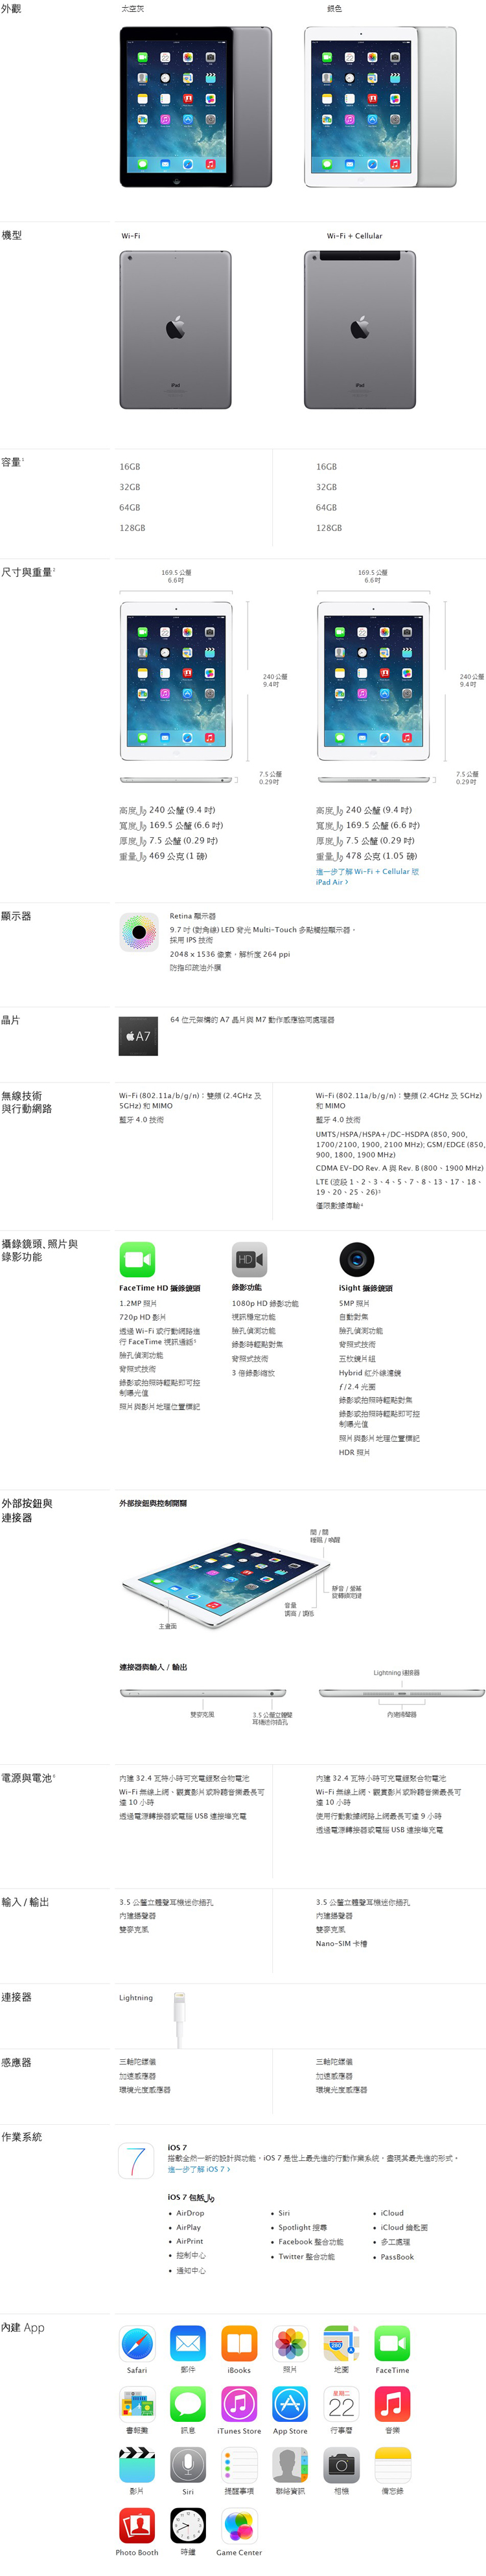 外觀
太空灰
銀色
機型
Wi-Fi
Wi-Fi + Cellular
容量¹
16GB
32GB
64GB
128GB
16GB
32GB
64GB
128GB
尺寸與重量²
169.5 公釐
6.6 吋
240 公釐
9.4 吋
7.5 公釐
0.29 吋
169.5 公釐
6.6 吋
240 公釐
9.4 吋
7.5 公釐
0.29 吋
高度 240 公釐 (9.4 吋)
寬度 169.5 公釐 (6.6 吋)
厚度 7.5 公釐 (0.29 吋)
重量 469 公克 (1 磅)
高度 240 公釐 (9.4 吋)
寬度 169.5 公釐 (6.6 吋)
厚度 7.5 公釐 (0.29 吋)
重量 478 公克 (1.05 磅)
進一步了解 Wi-Fi + Cellular 版
iPad Air >
顯示器
Retina 顯示器
9.7 吋 (對角線) LED 背光 Multi-Touch 多點觸控顯示器，
採用 IPS 技術
2048 x 1536 像素，解析度 264 ppi
防指印疏油外膜
晶片
A7
64 位元架構的 A7 晶片與 M7 動作感應協同處理器
無線技術
與行動網路
Wi-Fi (802.11a/b/g/n)：雙頻 (2.4GHz 及
5GHz) 和 MIMO
藍牙 4.0 技術
Wi-Fi (802.11a/b/g/n)：雙頻 (2.4GHz 及 5GHz)
和 MIMO
藍牙 4.0 技術
UMTS/HSPA/HSPA+/DC-HSDPA (850, 900,
1700/2100, 1900, 2100 MHz); GSM/EDGE (850,
900, 1800, 1900 MHz)
CDMA EV-DO Rev. A 與 Rev. B (800、1900 MHz)
LTE (波段 1、2、3、4、5、7、8、13、17、18、
19、20、25、26)³
僅限數據傳輸⁴
攝錄鏡頭、照片與
錄影功能
HD
FaceTime HD 攝錄鏡頭
1.2MP 照片
720p HD 影片
透過 Wi-Fi 或行動網路進
行 FaceTime 視訊通話⁵
臉孔偵測功能
背照式技術
錄影或拍照時輕點即可控
制曝光值
照片與影片地理位置標記
錄影功能
1080p HD 錄影功能
視訊穩定功能
臉孔偵測功能
錄影時輕點對焦
背照式技術
3 倍錄影縮放
iSight 攝錄鏡頭
5MP 照片
自動對焦
臉孔偵測功能
背照式技術
五枚鏡片組
Hybrid 紅外線濾鏡
ƒ/2.4 光圈
錄影或拍照時輕點對焦
錄影或拍照時輕點即可控
制曝光值
照片與影片地理位置標記
HDR 照片
外部按鈕與
連接器
外部按鈕與控制開關
開 / 關
睡眠 / 喚醒
靜音 / 螢幕
旋轉鎖定鍵
音量
調高 / 調低
主畫面
連接器與輸入 / 輸出
雙麥克風
3.5 公釐立體聲
耳機迷你插孔
Lightning 連接器
內建揚聲器
電源與電池⁶
內建 32.4 瓦特小時可充電鋰聚合物電池
Wi-Fi 無線上網、觀賞影片或聆聽音樂最長可
達 10 小時
透過電源轉接器或電腦 USB 連接埠充電
內建 32.4 瓦特小時可充電鋰聚合物電池
Wi-Fi 無線上網、觀賞影片或聆聽音樂最長可
達 10 小時
使用行動數據網路上網最長可達 9 小時
透過電源轉接器或電腦 USB 連接埠充電
輸入 / 輸出
3.5 公釐立體聲耳機迷你插孔
內建揚聲器
雙麥克風
3.5 公釐立體聲耳機迷你插孔
內建揚聲器
雙麥克風
Nano-SIM 卡槽
連接器
Lightning
感應器
三軸陀螺儀
加速感應器
環境光度感應器
三軸陀螺儀
加速感應器
環境光度感應器
作業系統
7
iOS 7
搭載全然一新的設計與功能，iOS 7 是世上最先進的行動作業系統，盡現其最先進的形式。
進一步了解 iOS 7 >
iOS 7 包括
• AirDrop
• AirPlay
• AirPrint
• 控制中心
• 通知中心
• Siri
• Spotlight 搜尋
• Facebook 整合功能
• Twitter 整合功能
• iCloud
• iCloud 鑰匙圈
• 多工處理
• PassBook
內建 App
Safari
郵件
iBooks
照片
280
地圖
FaceTime
書報攤
訊息
iTunes Store
App Store
星期二
22
行事曆
音樂
影片
Siri
提醒事項
聯絡資訊
相機
備忘錄
Photo Booth
時鐘
Game Center